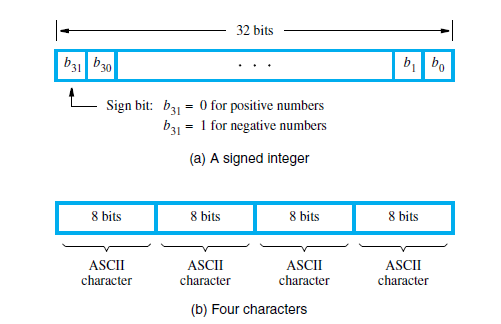 32 bits
b31 b30 . . . b1 b0
Sign bit: b31 = 0 for positive numbers
b31 = 1 for negative numbers
(a) A signed integer
8 bits 8 bits 8 bits 8 bits
ASCII ASCII ASCII ASCII
character character character character
(b) Four characters